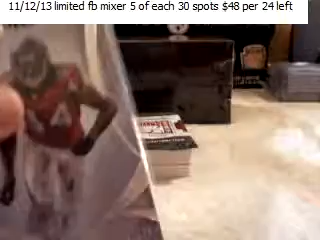 11/12/13 limited fb mixer 5 of each 30 spots $48 per 24 left